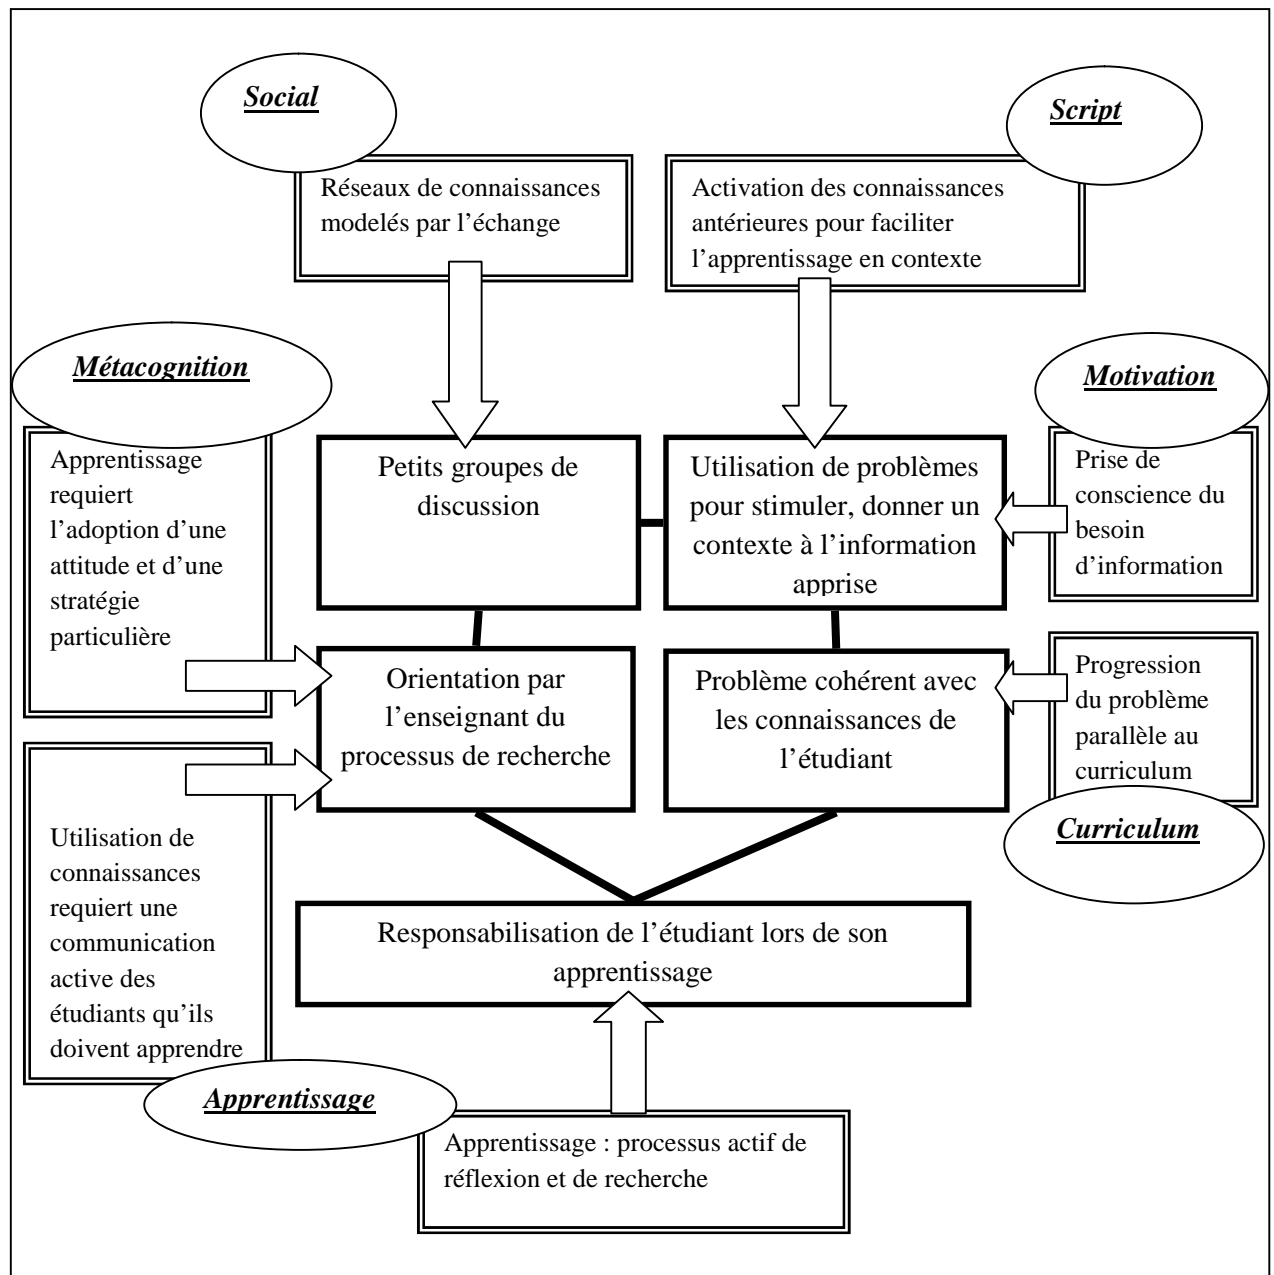 Social
Script
Réseaux de connaissances
modelés par l’échange
Activation des connaissances
antérieures pour faciliter
l’apprentissage en contexte
Métacognition
Motivation
Apprentissage
requiert
l’adoption d’une
attitude et d’une
stratégie
particulière
Petits groupes de
discussion
Utilisation de problèmes
pour stimuler, donner un
contexte à l’information
apprise
Prise de
conscience du
besoin
d’information
Orientation par
l’enseignant du
processus de recherche
Problème cohérent avec
les connaissances de
l’étudiant
Progression
du problème
parallèle au
curriculum
Curriculum
Utilisation de
connaissances
requiert une
communication
active des
étudiants qu’ils
doivent apprendre
Responsabilisation de l’étudiant lors de son
apprentissage
Apprentissage
Apprentissage : processus actif de
réflexion et de recherche